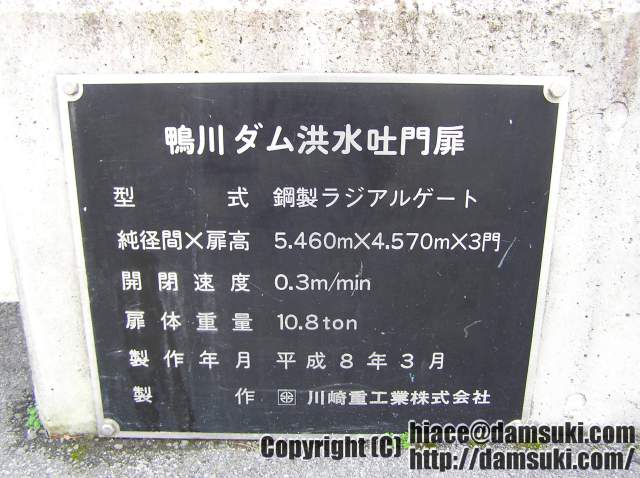 鴨川ダム洪水吐門扉
型 式 鋼製ラジアルゲート
純径間×扉高 5.460m×4.570m×3門
開閉速度 0.3m/min
扉体重量 10.8ton
製作年月 平成8年3月
製 作 川崎重工業株式会社
Copyright (C) hiace@damsuki.com
http://damsuki.com/